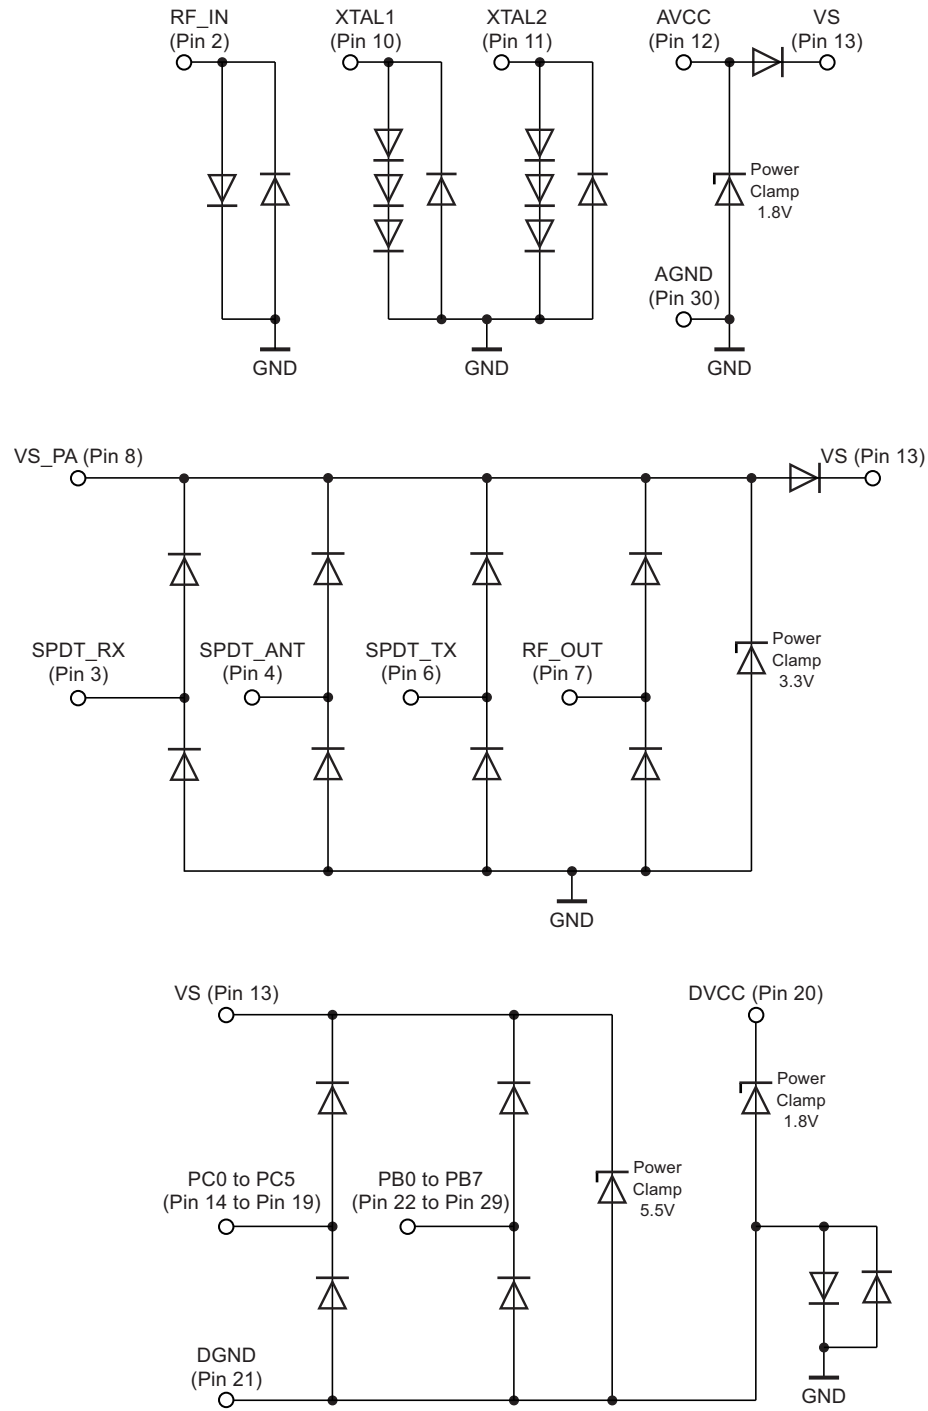 RF_IN
(Pin 2)
XTAL1
(Pin 10)
XTAL2
(Pin 11)
AVCC
(Pin 12)
VS
(Pin 13)
Power
Clamp
1.8V
AGND
(Pin 30)
GND
GND
GND
VS_PA (Pin 8)
VS (Pin 13)
SPDT_RX
(Pin 3)
SPDT_ANT
(Pin 4)
SPDT_TX
(Pin 6)
RF_OUT
(Pin 7)
Power
Clamp
3.3V
GND
VS (Pin 13)
DVCC (Pin 20)
Power
Clamp
1.8V
PC0 to PC5
(Pin 14 to Pin 19)
PB0 to PB7
(Pin 22 to Pin 29)
Power
Clamp
5.5V
DGND
(Pin 21)
GND